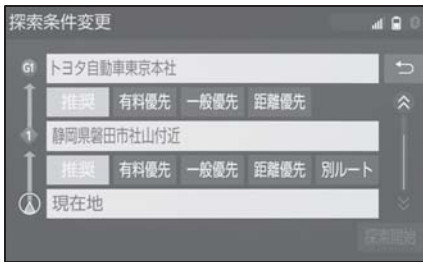 探索条件変更
G1 トヨタ自動車東京本社
推奨 有料優先 一般優先 距離優先
1 静岡県磐田市社山付近
推奨 有料優先 一般優先 距離優先 別ルート
現在地
探索開始